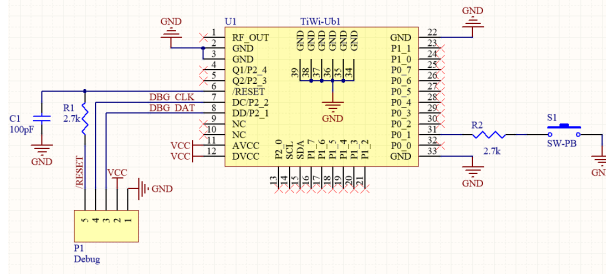 GND
U1 TiWi-Ub1
GND
1 RF_OUT GND 22
2 GND P1_1 23
3 GND P1_0 24
4 Q1/P2_4 P0_7 25
5 Q2/P2_3 P0_6 26
6 /RESET P0_5 27
DBG_CLK 7 DC/P2_2 P0_4 28
DBG_DAT 8 DD/P2_1 P0_3 29
9 NC P0_2 30
10 NC P0_1 31
VCC 11 AVCC P0_0 32
VCC 12 DVCC GND 33
GND GND GND GND GND GND
39 38 37 36 35 34
GND
P2_0 SCL SDA P1_7 P1_6 P1_5 P1_4 P1_3 P1_2
13 14 15 16 17 18 19 20 21
C1
100pF
GND
R1
2.7k
R2
2.7k
S1
SW-PB
GND
GN
/RESET
VCC
GND
5 4 3 2 1
P1
Debug